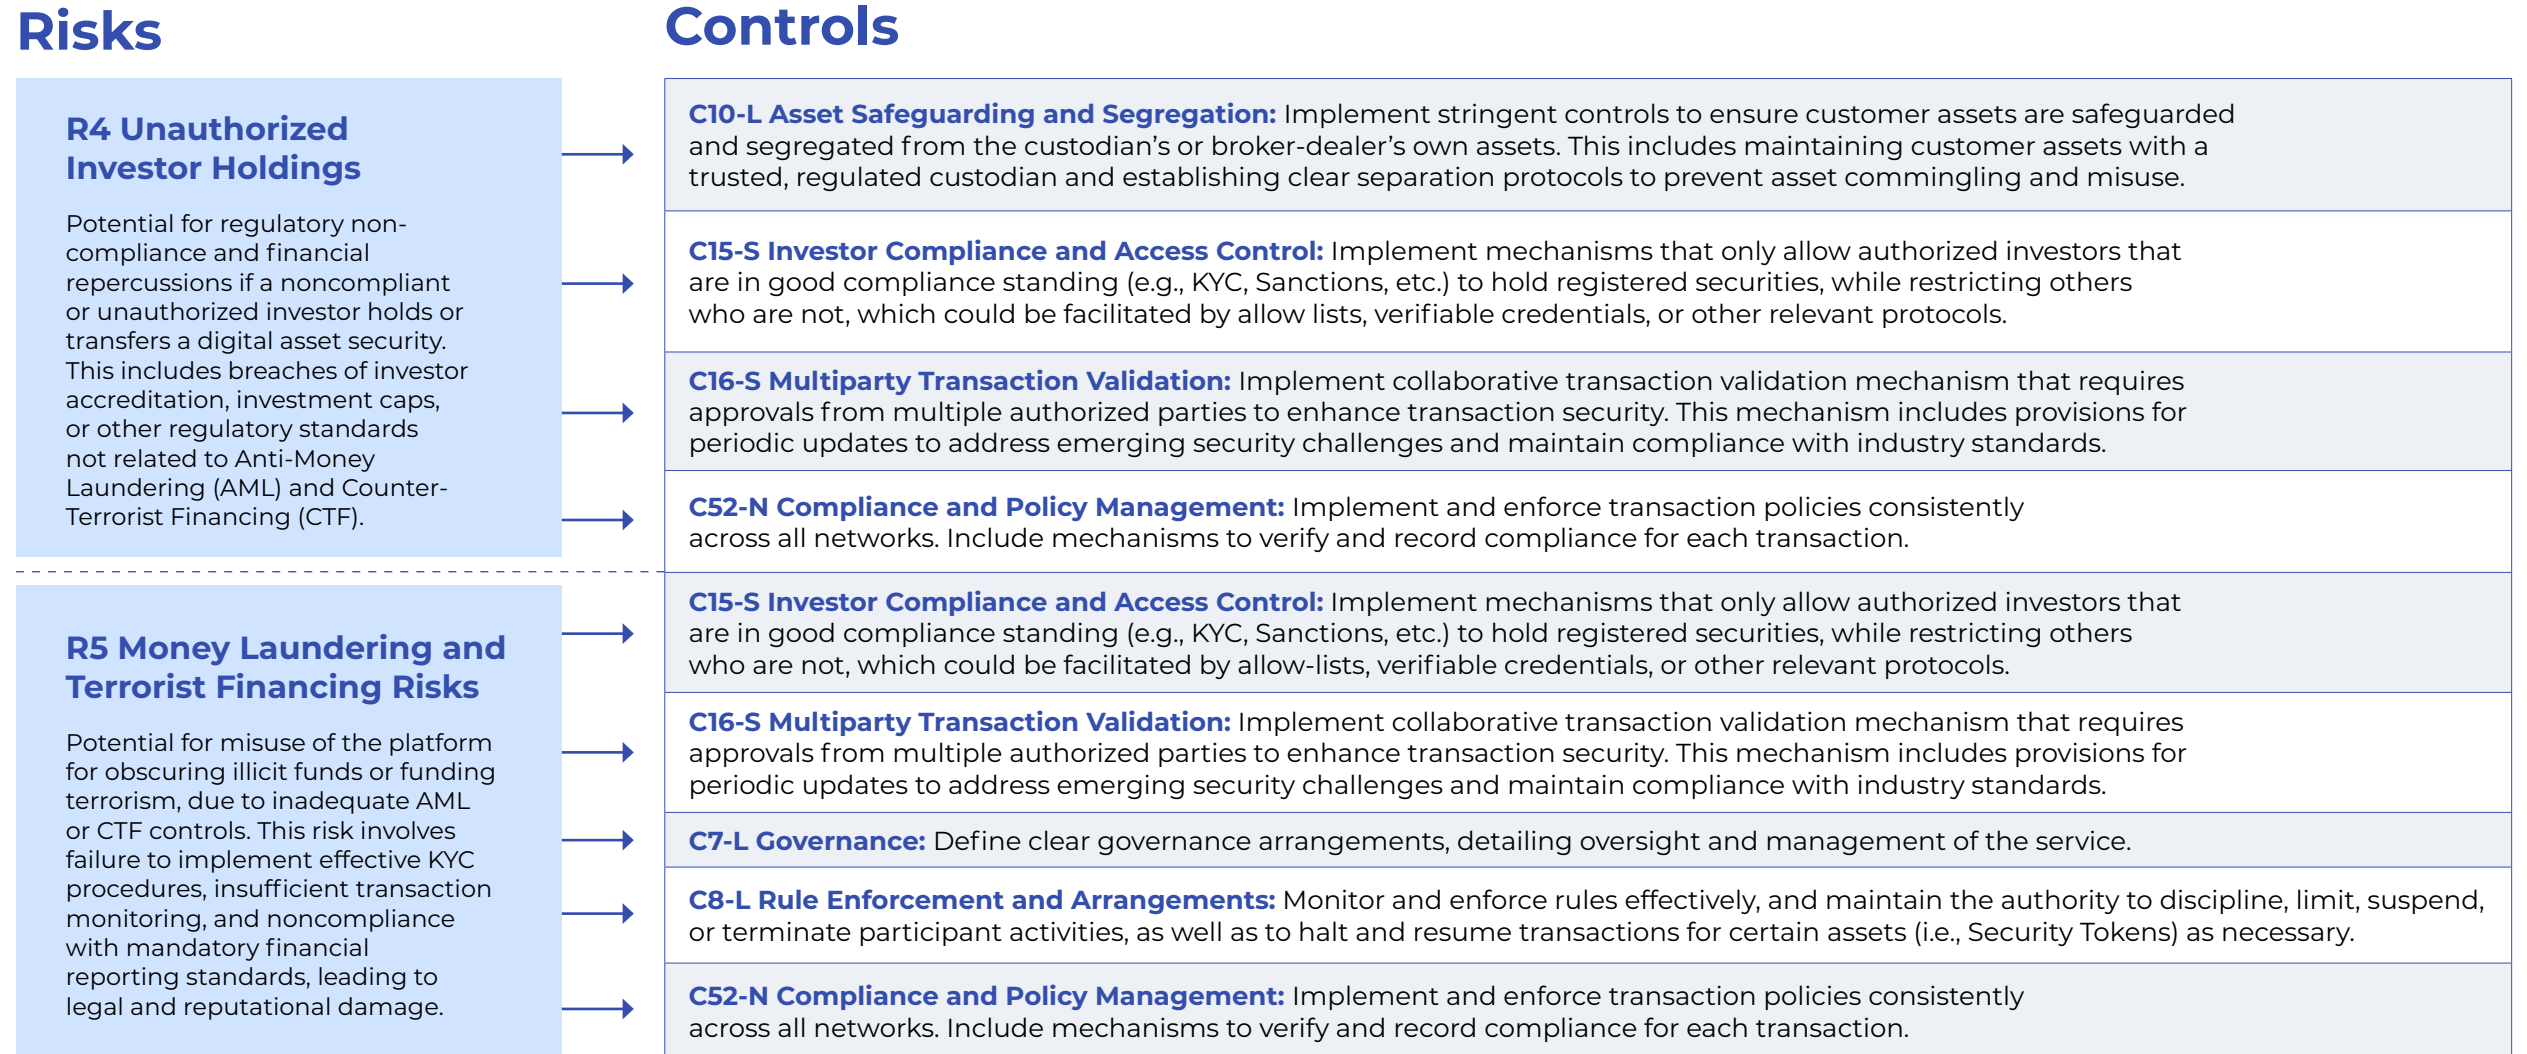 Risks
Controls
R4 Unauthorized
Investor Holdings
Potential for regulatory non-
compliance and financial
repercussions if a noncompliant
or unauthorized investor holds or
transfers a digital asset security.
This includes breaches of investor
accreditation, investment caps,
or other regulatory standards
not related to Anti-Money
Laundering (AML) and Counter-
Terrorist Financing (CTF).
C10-L Asset Safeguarding and Segregation: Implement stringent controls to ensure customer assets are safeguarded
and segregated from the custodian’s or broker-dealer’s own assets. This includes maintaining customer assets with a
trusted, regulated custodian and establishing clear separation protocols to prevent asset commingling and misuse.
C15-S Investor Compliance and Access Control: Implement mechanisms that only allow authorized investors that
are in good compliance standing (e.g., KYC, Sanctions, etc.) to hold registered securities, while restricting others
who are not, which could be facilitated by allow lists, verifiable credentials, or other relevant protocols.
C16-S Multiparty Transaction Validation: Implement collaborative transaction validation mechanism that requires
approvals from multiple authorized parties to enhance transaction security. This mechanism includes provisions for
periodic updates to address emerging security challenges and maintain compliance with industry standards.
C52-N Compliance and Policy Management: Implement and enforce transaction policies consistently
across all networks. Include mechanisms to verify and record compliance for each transaction.
R5 Money Laundering and
Terrorist Financing Risks
Potential for misuse of the platform
for obscuring illicit funds or funding
terrorism, due to inadequate AML
or CTF controls. This risk involves
failure to implement effective KYC
procedures, insufficient transaction
monitoring, and noncompliance
with mandatory financial
reporting standards, leading to
legal and reputational damage.
C15-S Investor Compliance and Access Control: Implement mechanisms that only allow authorized investors that
are in good compliance standing (e.g., KYC, Sanctions, etc.) to hold registered securities, while restricting others
who are not, which could be facilitated by allow-lists, verifiable credentials, or other relevant protocols.
C16-S Multiparty Transaction Validation: Implement collaborative transaction validation mechanism that requires
approvals from multiple authorized parties to enhance transaction security. This mechanism includes provisions for
periodic updates to address emerging security challenges and maintain compliance with industry standards.
C7-L Governance: Define clear governance arrangements, detailing oversight and management of the service.
C8-L Rule Enforcement and Arrangements: Monitor and enforce rules effectively, and maintain the authority to discipline, limit, suspend,
or terminate participant activities, as well as to halt and resume transactions for certain assets (i.e., Security Tokens) as necessary.
C52-N Compliance and Policy Management: Implement and enforce transaction policies consistently
across all networks. Include mechanisms to verify and record compliance for each transaction.